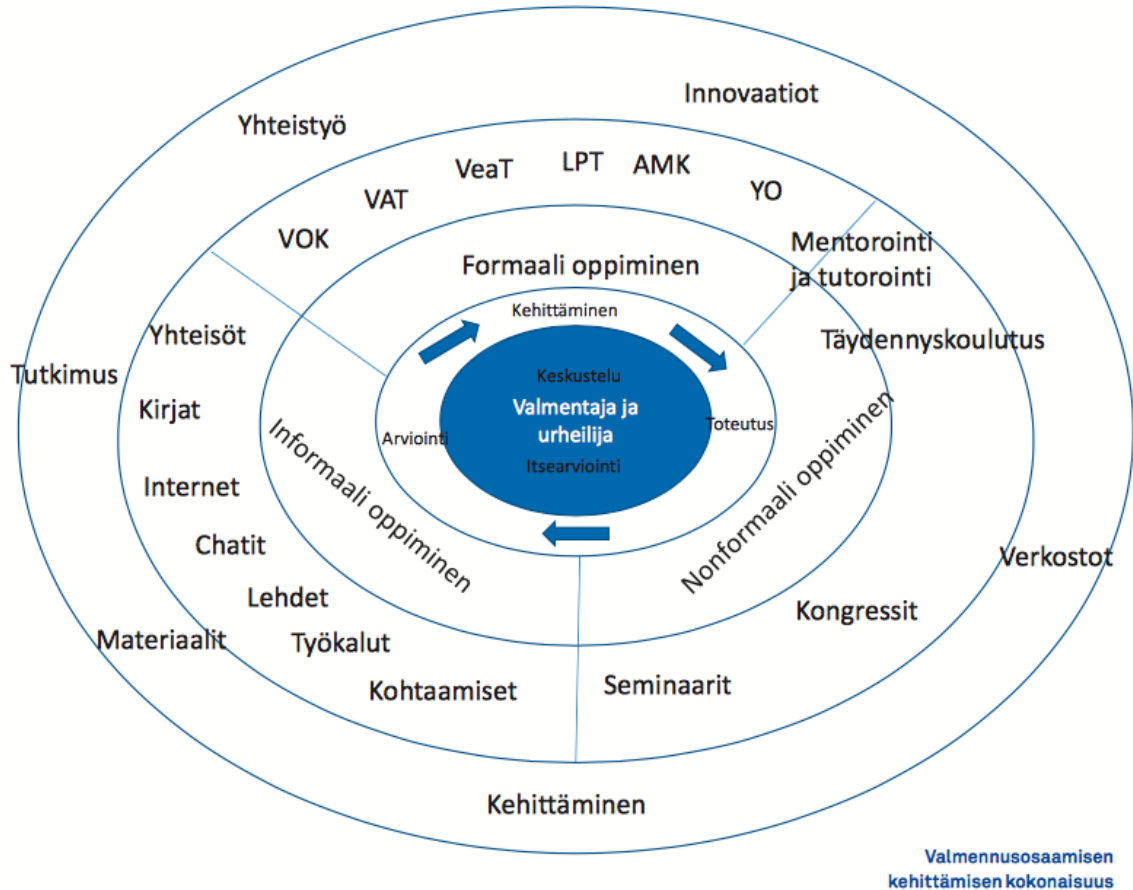 Innovaatiot
Yhteistyö
VeaT
LPT
AMK
VAT
YO
VOK
Mentorointi
ja tutorointi
Formaali oppiminen
Kehittäminen
Yhteisöt
Täydennyskoulutus
Tutkimus
Keskustelu
Kirjat
Valmentaja ja
urheilija
Arviointi
Toteutus
Itsearviointi
Informaali oppiminen
Nonformaali oppiminen
Internet
Chatit
Verkostot
Lehdet
Kongressit
Materiaalit
Työkalut
Kohtaamiset
Seminaarit
Kehittäminen
Valmennusosaamisen
kehittämisen kokonaisuus